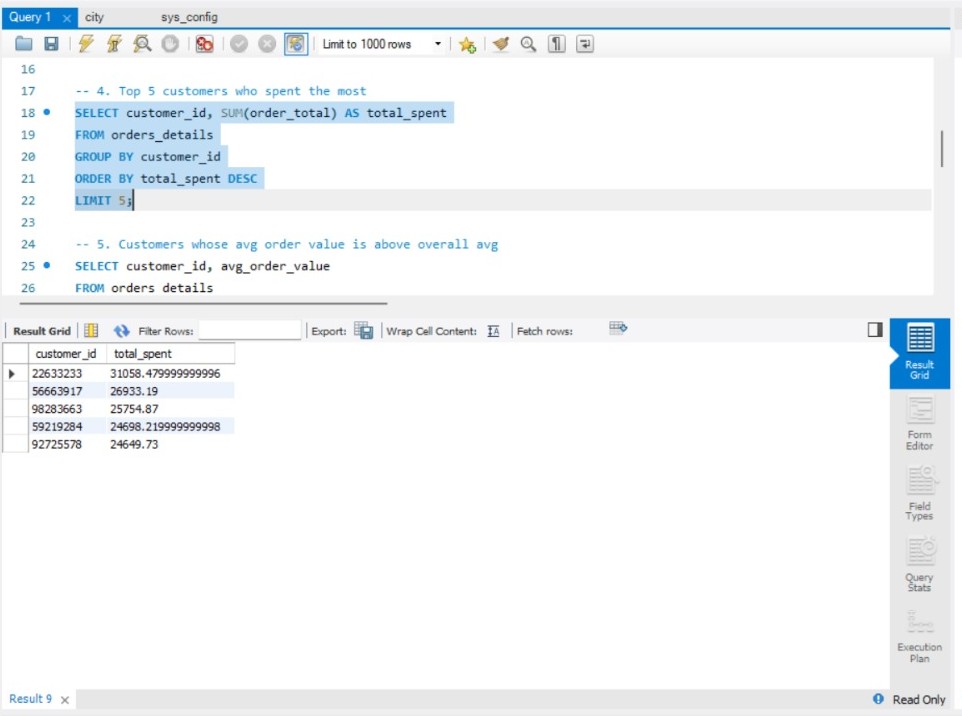 Query 1 city sys_config
Limit to 1000 rows
16
17 -- 4. Top 5 customers who spent the most
18 SELECT customer_id, SUM(order_total) AS total_spent
19 FROM orders_details
20 GROUP BY customer_id
21 ORDER BY total_spent DESC
22 LIMIT 5;
23
24 -- 5. Customers whose avg order value is above overall avg
25 SELECT customer_id, avg_order_value
26 FROM orders details
Result Grid Filter Rows: Export: Wrap Cell Content: IA Fetch rows:
customer_id total_spent
22633233 31058.479999999996
56663917 26933.19
98283663 25754.87
59219284 24698.219999999998
92725578 24649.73
Result
Grid
Form
Editor
Field
Types
Query
Stats
Execution
Plan
Result 9 Read Only